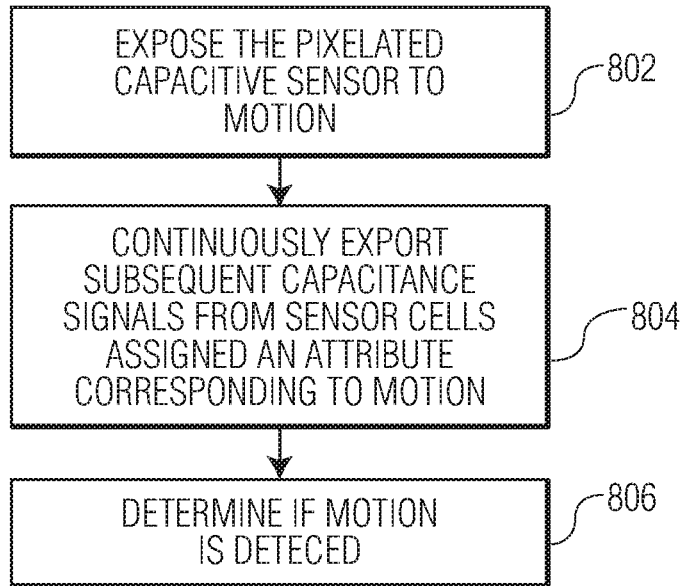 EXPOSE THE PIXELATED
CAPACITIVE SENSOR TO
MOTION
802
CONTINUOUSLY EXPORT
SUBSEQUENT CAPACITANCE
SIGNALS FROM SENSOR CELLS
ASSIGNED AN ATTRIBUTE
CORRESPONDING TO MOTION
804
DETERMINE IF MOTION
IS DETECED
806